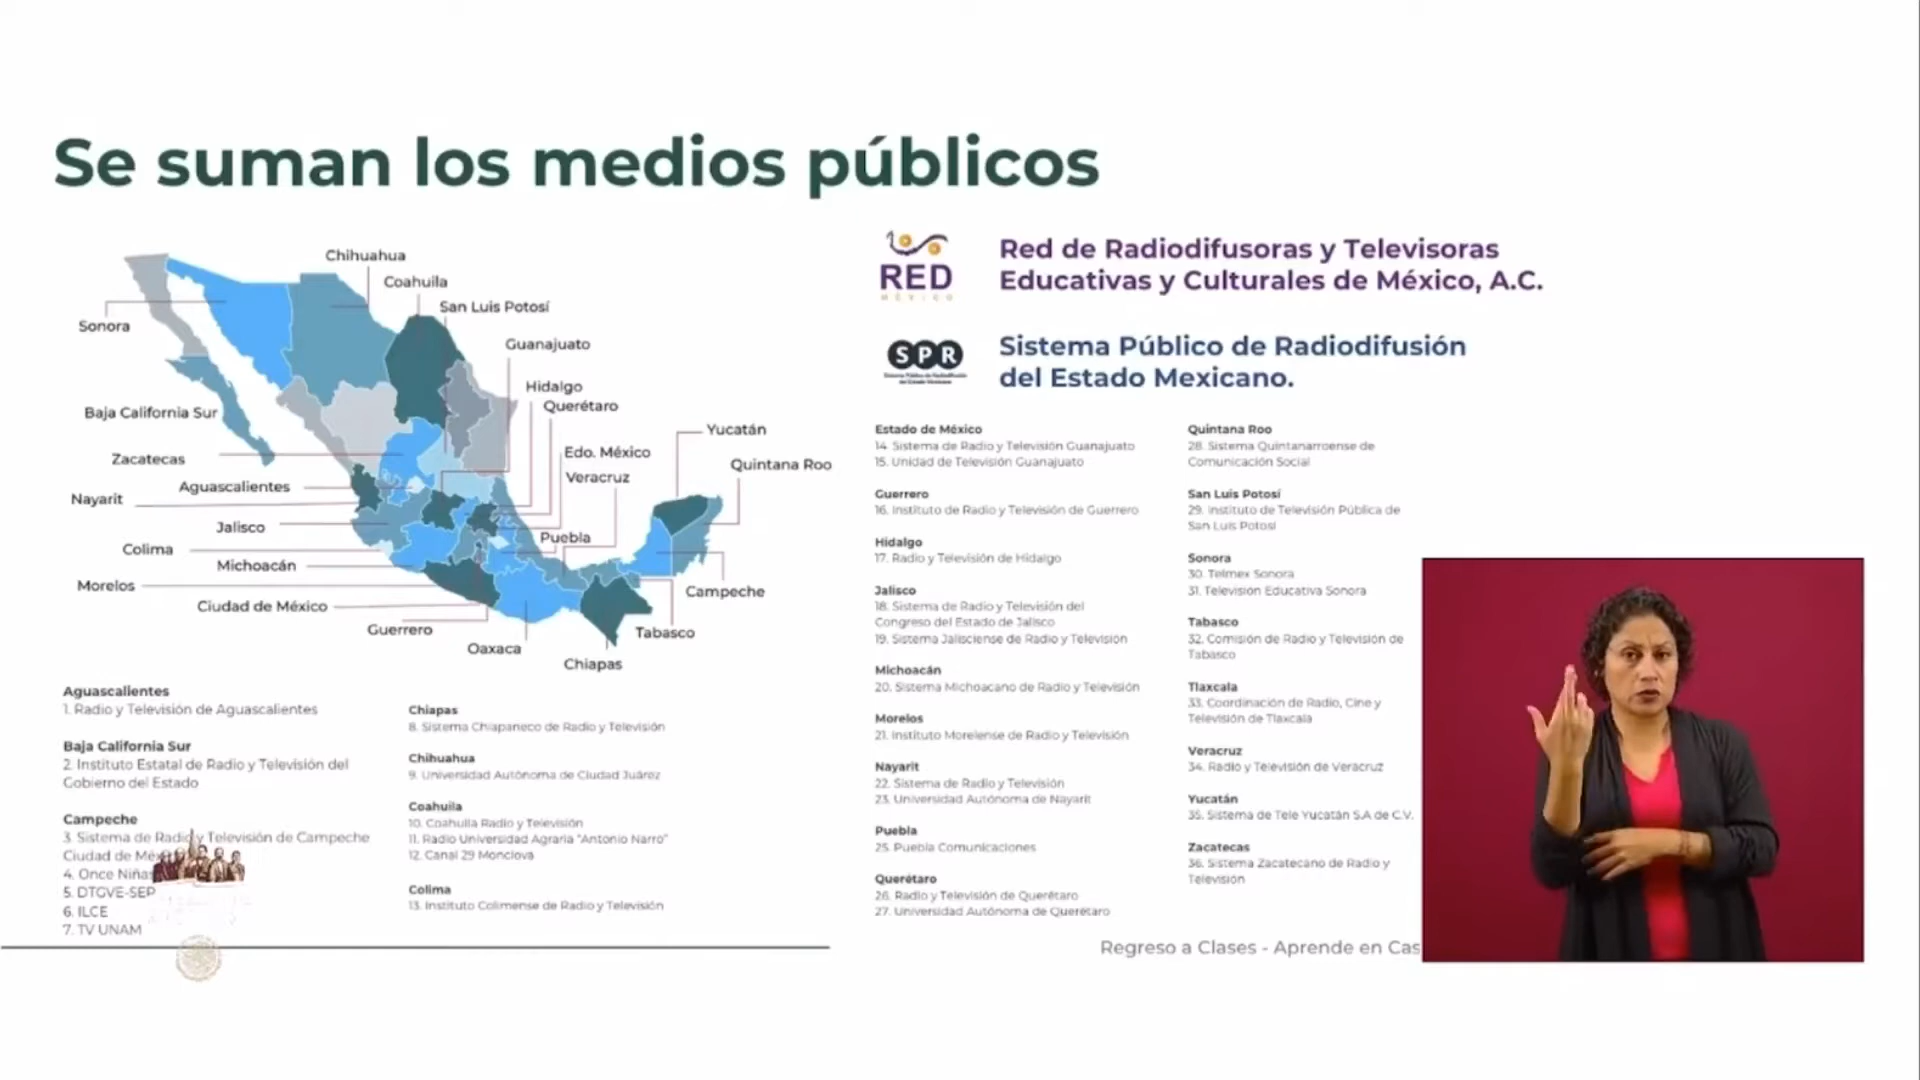 Se suman los medios públicos
Chihuahua
Coahuila
San Luis Potosí
Sonora
Guanajuato
Hidalgo
Querétaro
Baja California Sur
Yucatán
Edo. México
Zacatecas
Quintana Roo
Veracruz
Aguascalientes
Nayarit
Jalisco
Puebla
Colima
Michoacán
Morelos
Campeche
Ciudad de México
Guerrero
Tabasco
Oaxaca
Chiapas
Aguascalientes
1. Radio y Televisión de Aguascalientes
Baja California Sur
2. Instituto Estatal de Radio y Televisión del
Gobierno del Estado
Campeche
3. Sistema de Radio y Televisión de Campeche
Ciudad de
4. Once Niñas
5. DTGVE-SEP
6. ILCE
7. TV UNAM
Chiapas
8. Sistema Chiapaneco de Radio y Televisión
Chihuahua
9. Universidad Autónoma de Ciudad Juárez
Coahuila
10. Coahuila Radio y Televisión
11. Radio Universidad Agraria "Antonio Narro"
12. Canal 29 Monclova
Colima
13. Instituto Colimense de Radio y Televisión
RED
MÉXICO
Red de Radiodifusoras y Televisoras
Educativas y Culturales de México, A.C.
SPR
Sistema Público de Radiodifusión
del Estado Mexicano
Sistema Público de Radiodifusión
del Estado Mexicano.
Estado de México
14. Sistema de Radio y Televisión Guanajuato
15. Unidad de Televisión Guanajuato
Guerrero
16. Instituto de Radio y Televisión de Guerrero
Hidalgo
17. Radio y Televisión de Hidalgo
Jalisco
18. Sistema de Radio y Televisión del
Congreso del Estado de Jalisco
19. Sistema Jalisciense de Radio y Televisión
Michoacán
20. Sistema Michoacano de Radio y Televisión
Morelos
21. Instituto Morelense de Radio y Televisión
Nayarit
22. Sistema de Radio y Televisión
23. Universidad Autónoma de Nayarit
Puebla
25. Puebla Comunicaciones
Querétaro
26. Radio y Televisión de Querétaro
27. Universidad Autónoma de Querétaro
Quintana Roo
28. Sistema Quintanarroense de
Comunicación Social
San Luis Potosí
29. Instituto de Televisión Pública de
San Luis Potosí
Sonora
30. Telmex Sonora
31. Televisión Educativa Sonora
Tabasco
32. Comisión de Radio y Televisión de
Tabasco
Tlaxcala
33. Coordinación de Radio, Cine y
Televisión de Tlaxcala
Veracruz
34. Radio y Televisión de Veracruz
Yucatán
35. Sistema de Tele Yucatán S.A de C.V.
Zacatecas
36. Sistema Zacatecano de Radio y
Televisión
Regreso a Clases - Aprende en Cas